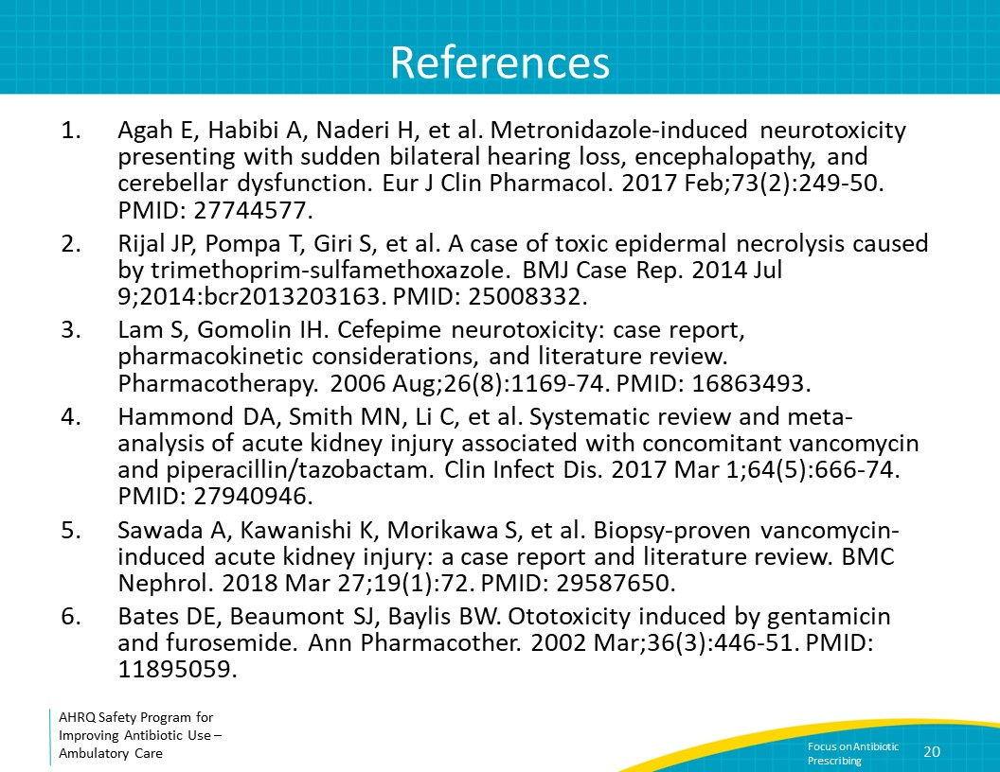 References
1. Agah E, Habibi A, Naderi H, et al. Metronidazole-induced neurotoxicity
presenting with sudden bilateral hearing loss, encephalopathy, and
cerebellar dysfunction. Eur J Clin Pharmacol. 2017 Feb;73(2):249-50.
PMID: 27744577.
2. Rijal JP, Pompa T, Giri S, et al. A case of toxic epidermal necrolysis caused
by trimethoprim-sulfamethoxazole. BMJ Case Rep. 2014 Jul
9;2014:bcr2013203163. PMID: 25008332.
3. Lam S, Gomolin IH. Cefepime neurotoxicity: case report,
pharmacokinetic considerations, and literature review.
Pharmacotherapy. 2006 Aug;26(8):1169-74. PMID: 16863493.
4. Hammond DA, Smith MN, Li C, et al. Systematic review and meta-
analysis of acute kidney injury associated with concomitant vancomycin
and piperacillin/tazobactam. Clin Infect Dis. 2017 Mar 1;64(5):666-74.
PMID: 27940946.
5. Sawada A, Kawanishi K, Morikawa S, et al. Biopsy-proven vancomycin-
induced acute kidney injury: a case report and literature review. BMC
Nephrol. 2018 Mar 27;19(1):72. PMID: 29587650.
6. Bates DE, Beaumont SJ, Baylis BW. Ototoxicity induced by gentamicin
and furosemide. Ann Pharmacother. 2002 Mar;36(3):446-51. PMID:
11895059.
AHRQ Safety Program for
Improving Antibiotic Use –
Ambulatory Care
Focus on Antibiotic
Prescribing
20